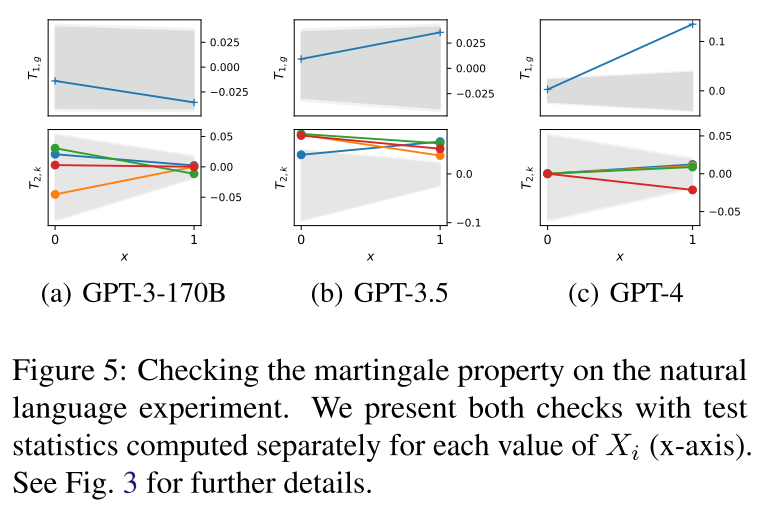 T1,g
0.025
0.000
−0.025
T1,g
0.025
0.000
−0.025
T1,g
0.1
0.0
T2,k
0.05
0.00
−0.05
0
1
x
T2,k
0.0
−0.1
0
1
x
T2,k
0.05
0.00
−0.05
0
1
x
(a) GPT-3-170B
(b) GPT-3.5
(c) GPT-4
Figure 5: Checking the martingale property on the natural
language experiment. We present both checks with test
statistics computed separately for each value of Xi (x-axis).
See Fig. 3 for further details.